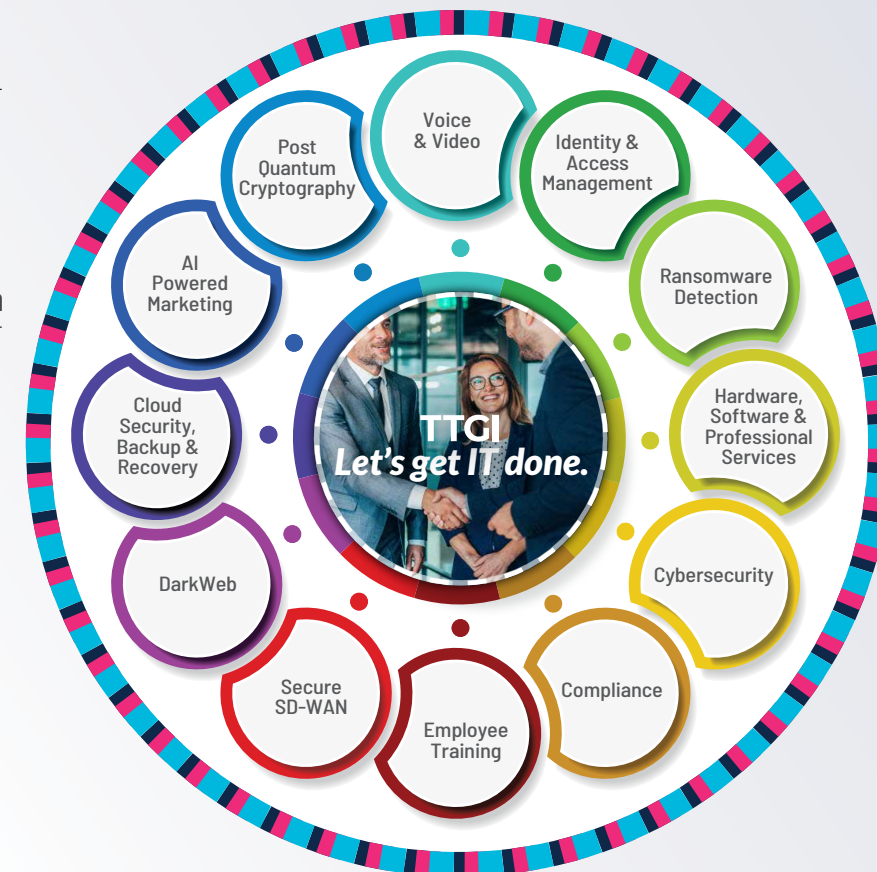 Voice
& Video
Identity &
Access
Management
Ransomware
Detection
Hardware,
Software &
Professional
Services
Cybersecurity
Compliance
Employee
Training
Secure
SD-WAN
DarkWeb
Cloud
Security,
Backup &
Recovery
AI
Powered
Marketing
Post
Quantum
Cryptography
TTGI
Let's get IT done.